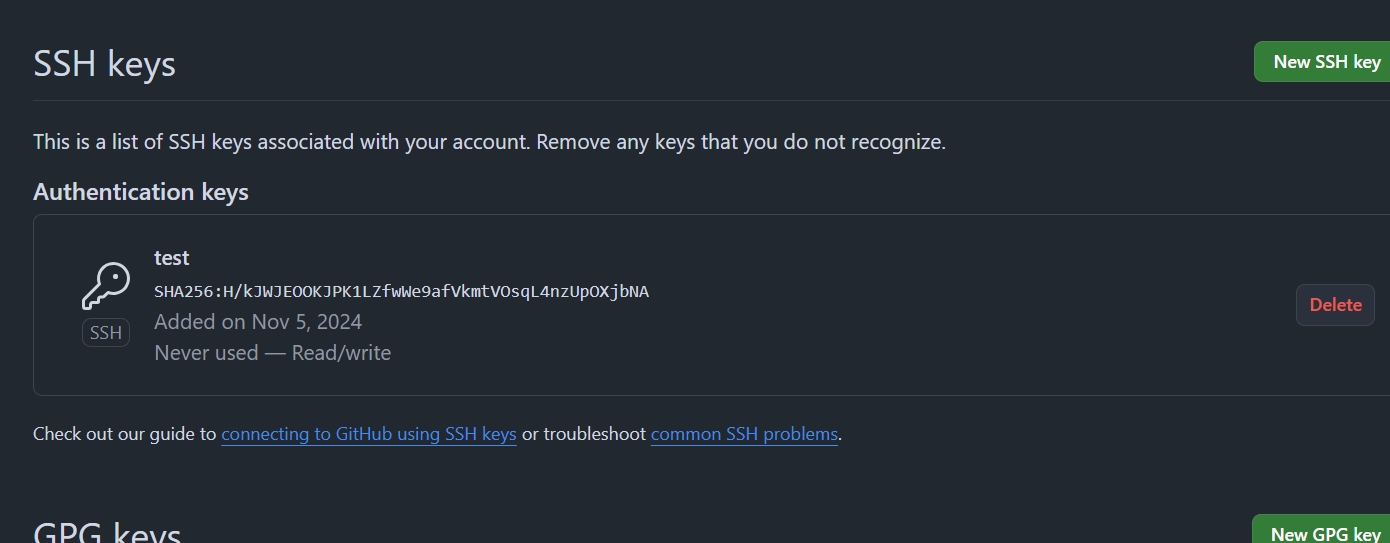 SSH keys
New SSH key
This is a list of SSH keys associated with your account. Remove any keys that you do not recognize.
Authentication keys
test
SHA256:H/kJWJEOOKJPK1LZfwWe9afVkmtVOsqL4nzUpOXjbNA
SSH
Added on Nov 5, 2024
Never used — Read/write
Delete
Check out our guide to connecting to GitHub using SSH keys or troubleshoot common SSH problems.
GPG keys
New GPG key